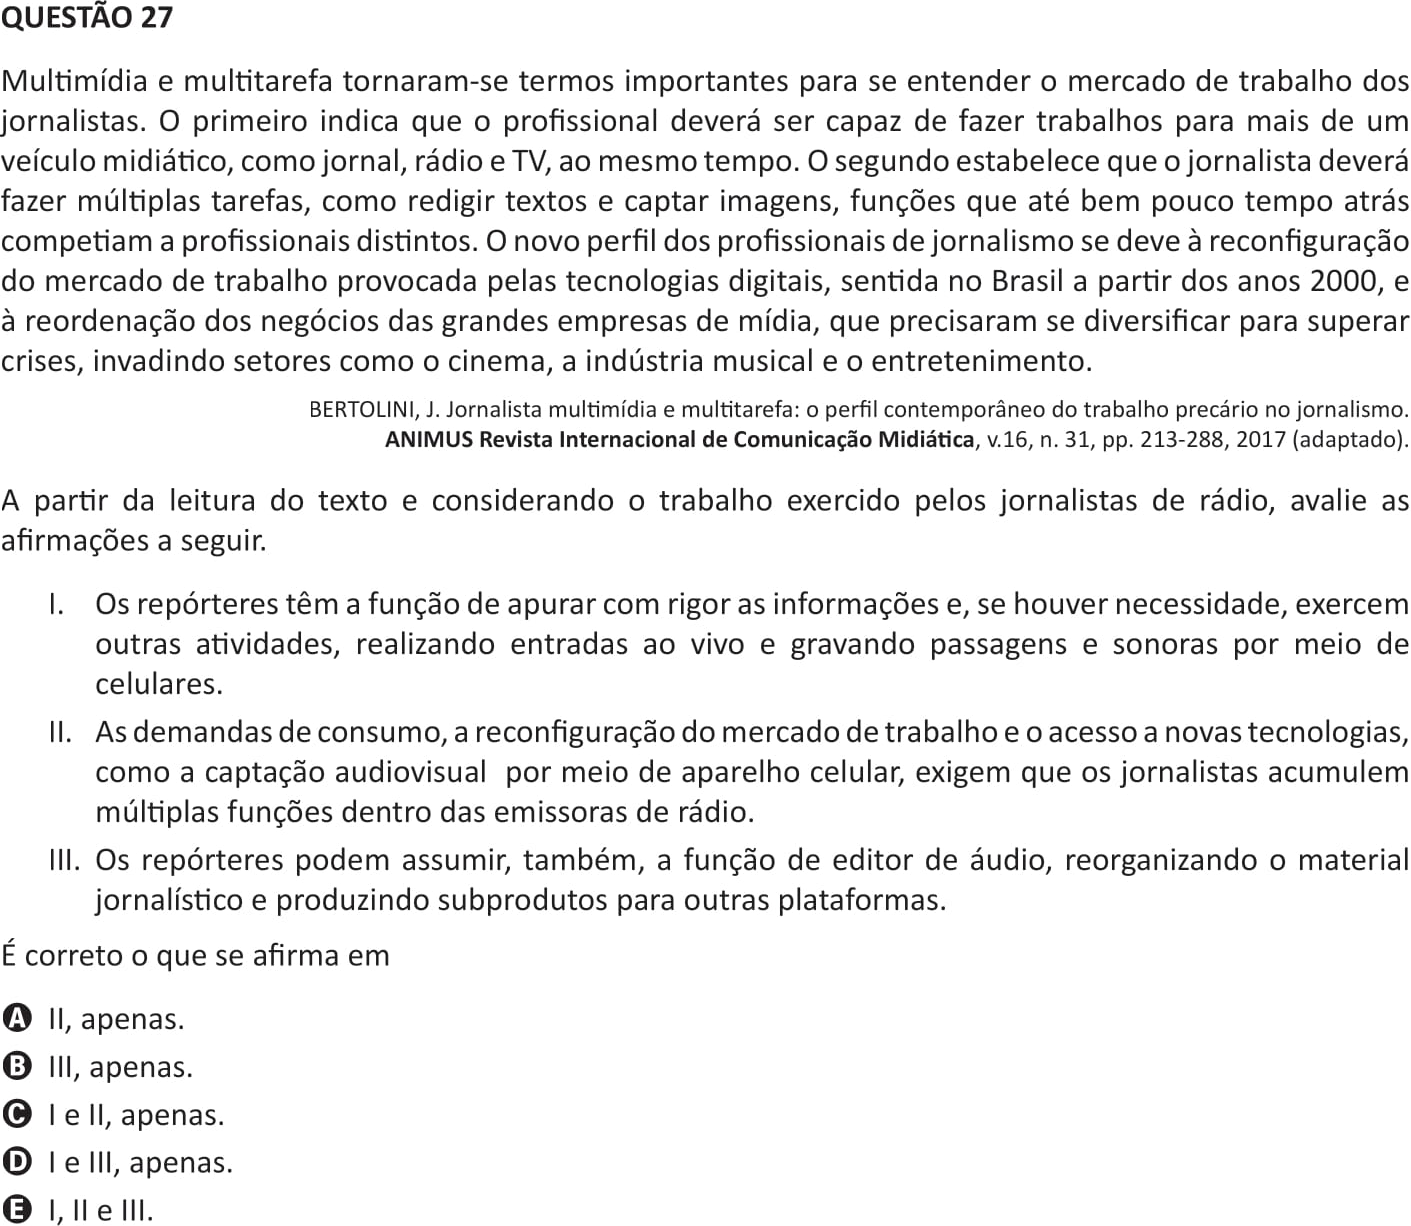 QUESTÃO 27
Multimídia e multitarefa tornaram-se termos importantes para se entender o mercado de trabalho dos
jornalistas. O primeiro indica que o profissional deverá ser capaz de fazer trabalhos para mais de um
veículo midiático, como jornal, rádio e TV, ao mesmo tempo. O segundo estabelece que o jornalista deverá
fazer múltiplas tarefas, como redigir textos e captar imagens, funções que até bem pouco tempo atrás
competiam a profissionais distintos. O novo perfil dos profissionais de jornalismo se deve à reconfiguração
do mercado de trabalho provocada pelas tecnologias digitais, sentida no Brasil a partir dos anos 2000, e
à reordenação dos negócios das grandes empresas de mídia, que precisaram se diversificar para superar
crises, invadindo setores como o cinema, a indústria musical e o entretenimento.
BERTOLINI, J. Jornalista multimídia e multitarefa: o perfil contemporâneo do trabalho precário no jornalismo.
ANIMUS Revista Internacional de Comunicação Midiática, v.16, n. 31, pp. 213-288, 2017 (adaptado).
A partir da leitura do texto e considerando o trabalho exercido pelos jornalistas de rádio, avalie as
afirmações a seguir.
I. Os repórteres têm a função de apurar com rigor as informações e, se houver necessidade, exercem
outras atividades, realizando entradas ao vivo e gravando passagens e sonoras por meio de
celulares.
II. As demandas de consumo, a reconfiguração do mercado de trabalho e o acesso a novas tecnologias,
como a captação audiovisual por meio de aparelho celular, exigem que os jornalistas acumulem
múltiplas funções dentro das emissoras de rádio.
III. Os repórteres podem assumir, também, a função de editor de áudio, reorganizando o material
jornalístico e produzindo subprodutos para outras plataformas.
É correto o que se afirma em
A II, apenas.
B III, apenas.
C I e II, apenas.
D I e III, apenas.
E I, II e III.